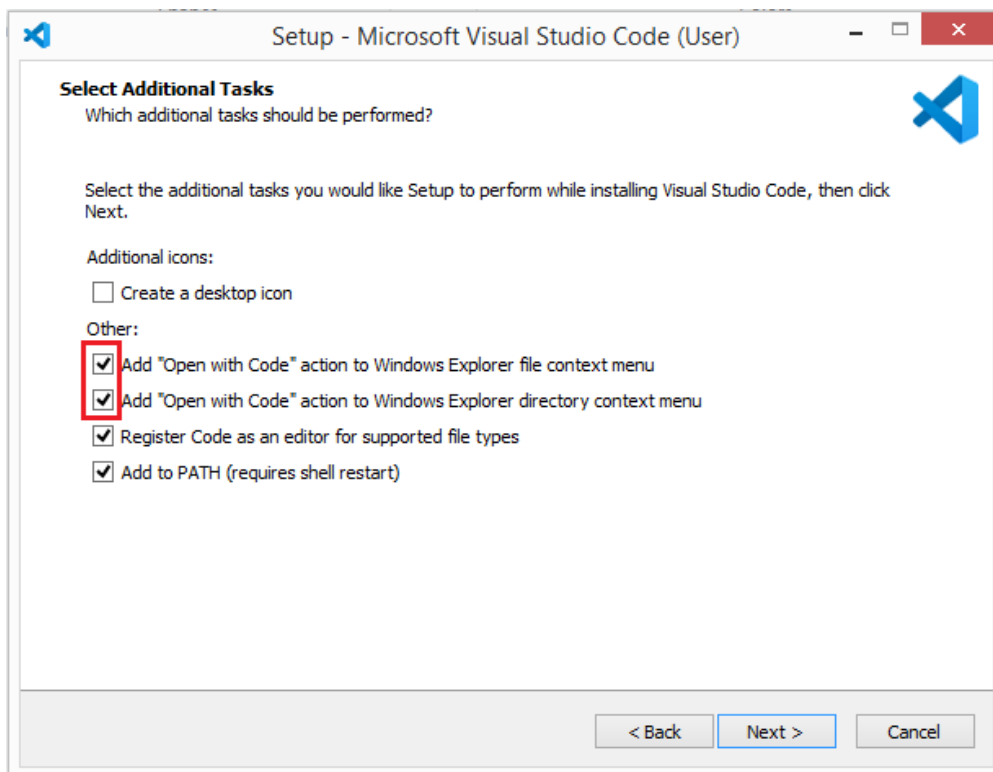 Setup - Microsoft Visual Studio Code (User)
Select Additional Tasks
Which additional tasks should be performed?
Select the additional tasks you would like Setup to perform while installing Visual Studio Code, then click
Next.
Additional icons:
Create a desktop icon
Other:
Add "Open with Code" action to Windows Explorer file context menu
Add "Open with Code" action to Windows Explorer directory context menu
Register Code as an editor for supported file types
Add to PATH (requires shell restart)
< Back Next > Cancel